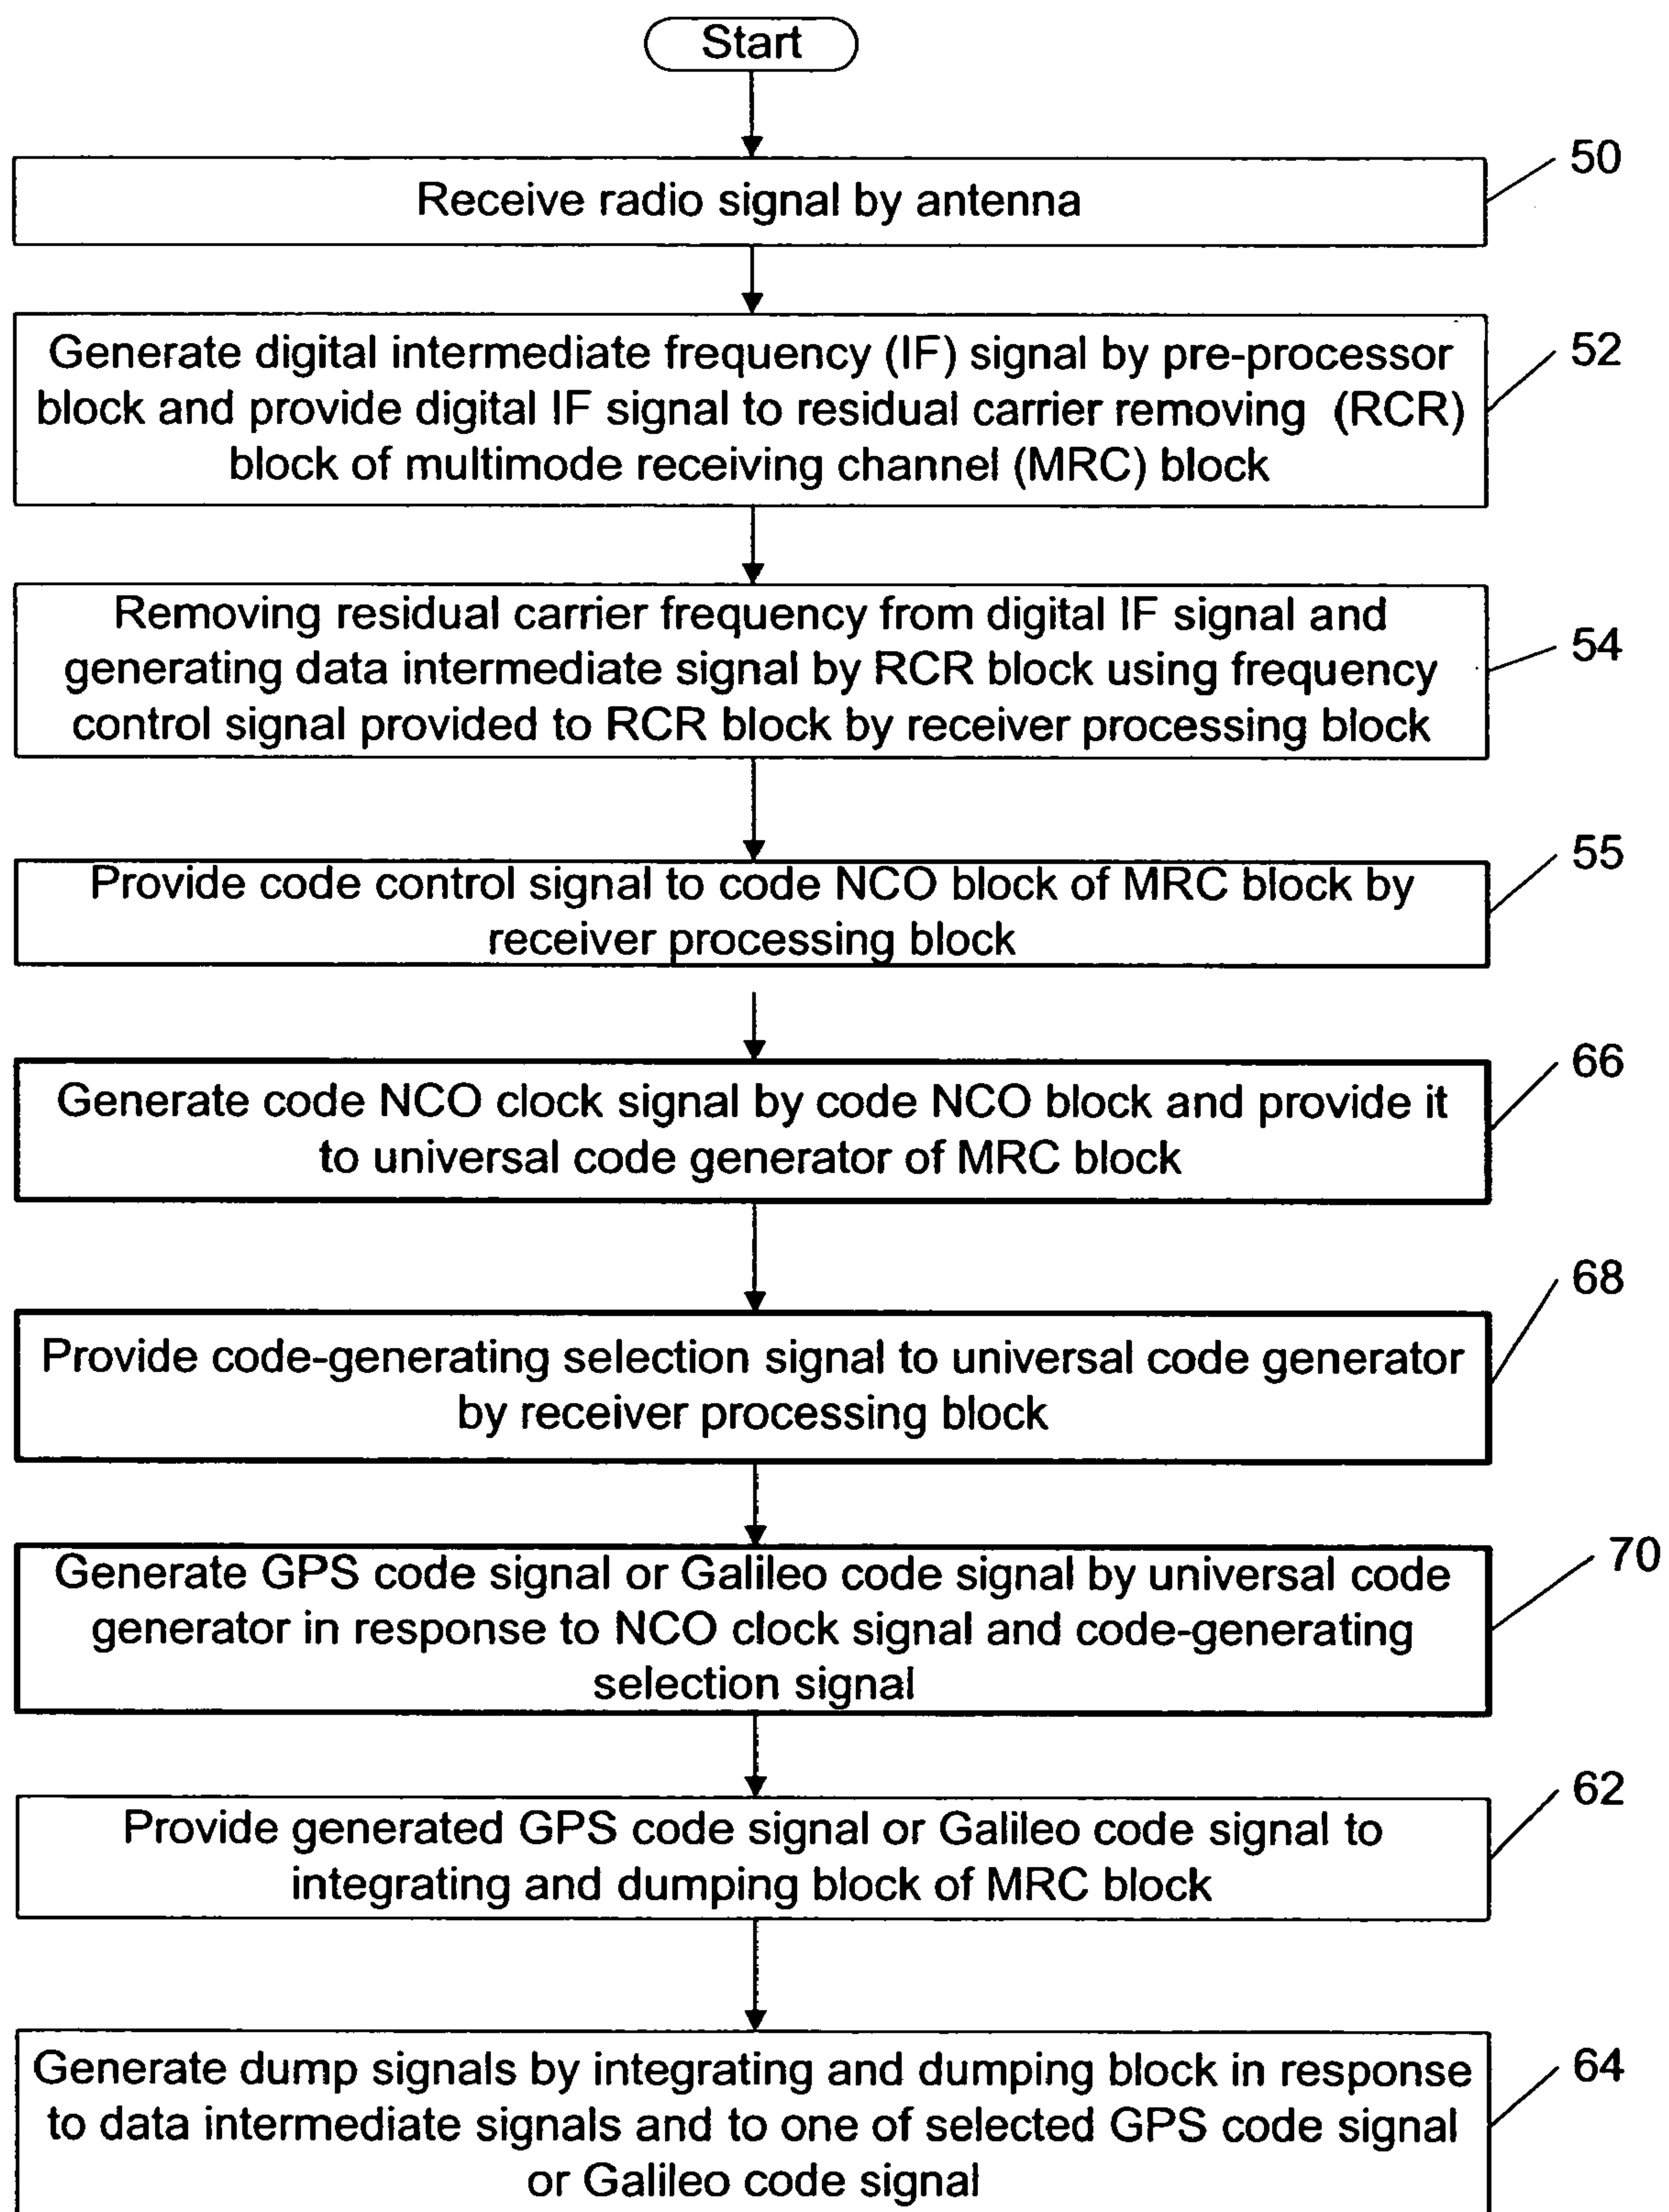 Start
50
Receive radio signal by antenna
52
Generate digital intermediate frequency (IF) signal by pre-processor
block and provide digital IF signal to residual carrier removing (RCR)
block of multimode receiving channel (MRC) block
54
Removing residual carrier frequency from digital IF signal and
generating data intermediate signal by RCR block using frequency
control signal provided to RCR block by receiver processing block
55
Provide code control signal to code NCO block of MRC block by
receiver processing block
66
Generate code NCO clock signal by code NCO block and provide it
to universal code generator of MRC block
68
Provide code-generating selection signal to universal code generator
by receiver processing block
70
Generate GPS code signal or Galileo code signal by universal code
generator in response to NCO clock signal and code-generating
selection signal
62
Provide generated GPS code signal or Galileo code signal to
integrating and dumping block of MRC block
64
Generate dump signals by integrating and dumping block in response
to data intermediate signals and to one of selected GPS code signal
or Galileo code signal